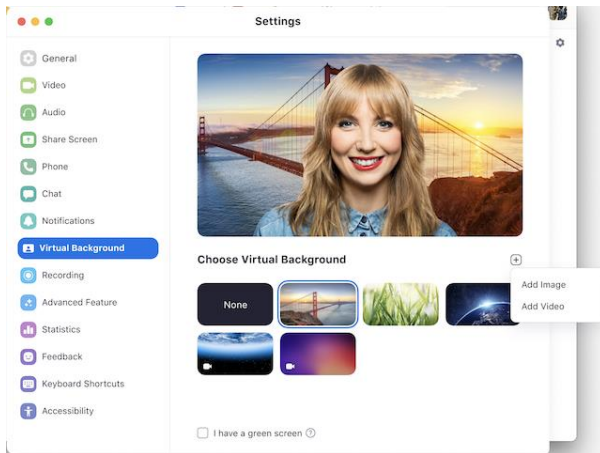 Settings
General
Video
Audio
Share Screen
Phone
Chat
Notifications
Virtual Background
Recording
Advanced Feature
Statistics
Feedback
Keyboard Shortcuts
Accessibility
Choose Virtual Background
Add Image
Add Video
None
I have a green screen ?